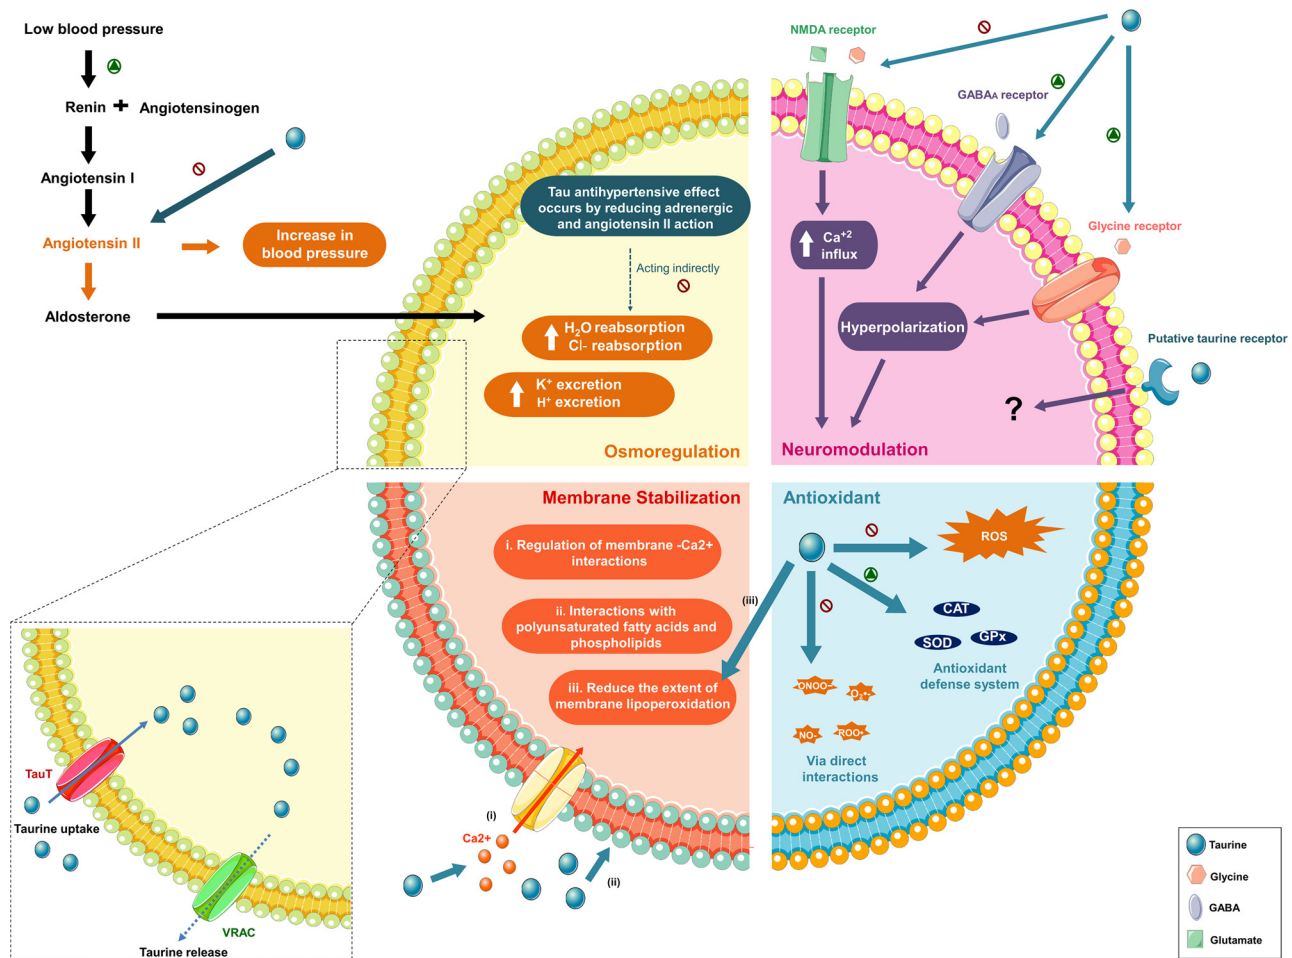 Low blood pressure
Renin + Angiotensinogen
Angiotensin I
Angiotensin II
Increase in
blood pressure
Aldosterone
Tau antihypertensive effect
occurs by reducing adrenergic
and angiotensin II action
Acting indirectly
H₂O reabsorption
Cl- reabsorption
K⁺ excretion
H⁺ excretion
Osmoregulation
NMDA receptor
GABAA receptor
Glycine receptor
Ca⁺²
influx
Hyperpolarization
Putative taurine receptor
?
Neuromodulation
Membrane Stabilization
i. Regulation of membrane -Ca2+
interactions
ii. Interactions with
polyunsaturated fatty acids and
phospholipids
iii. Reduce the extent of
membrane lipoperoxidation
(iii)
(i)
Ca2+
(ii)
Antioxidant
ROS
CAT
SOD
GPx
Antioxidant
defense system
ONOO-
O₂•-
NO-
ROO•
Via direct
interactions
TauT
Taurine uptake
VRAC
Taurine release
Taurine
Glycine
GABA
Glutamate